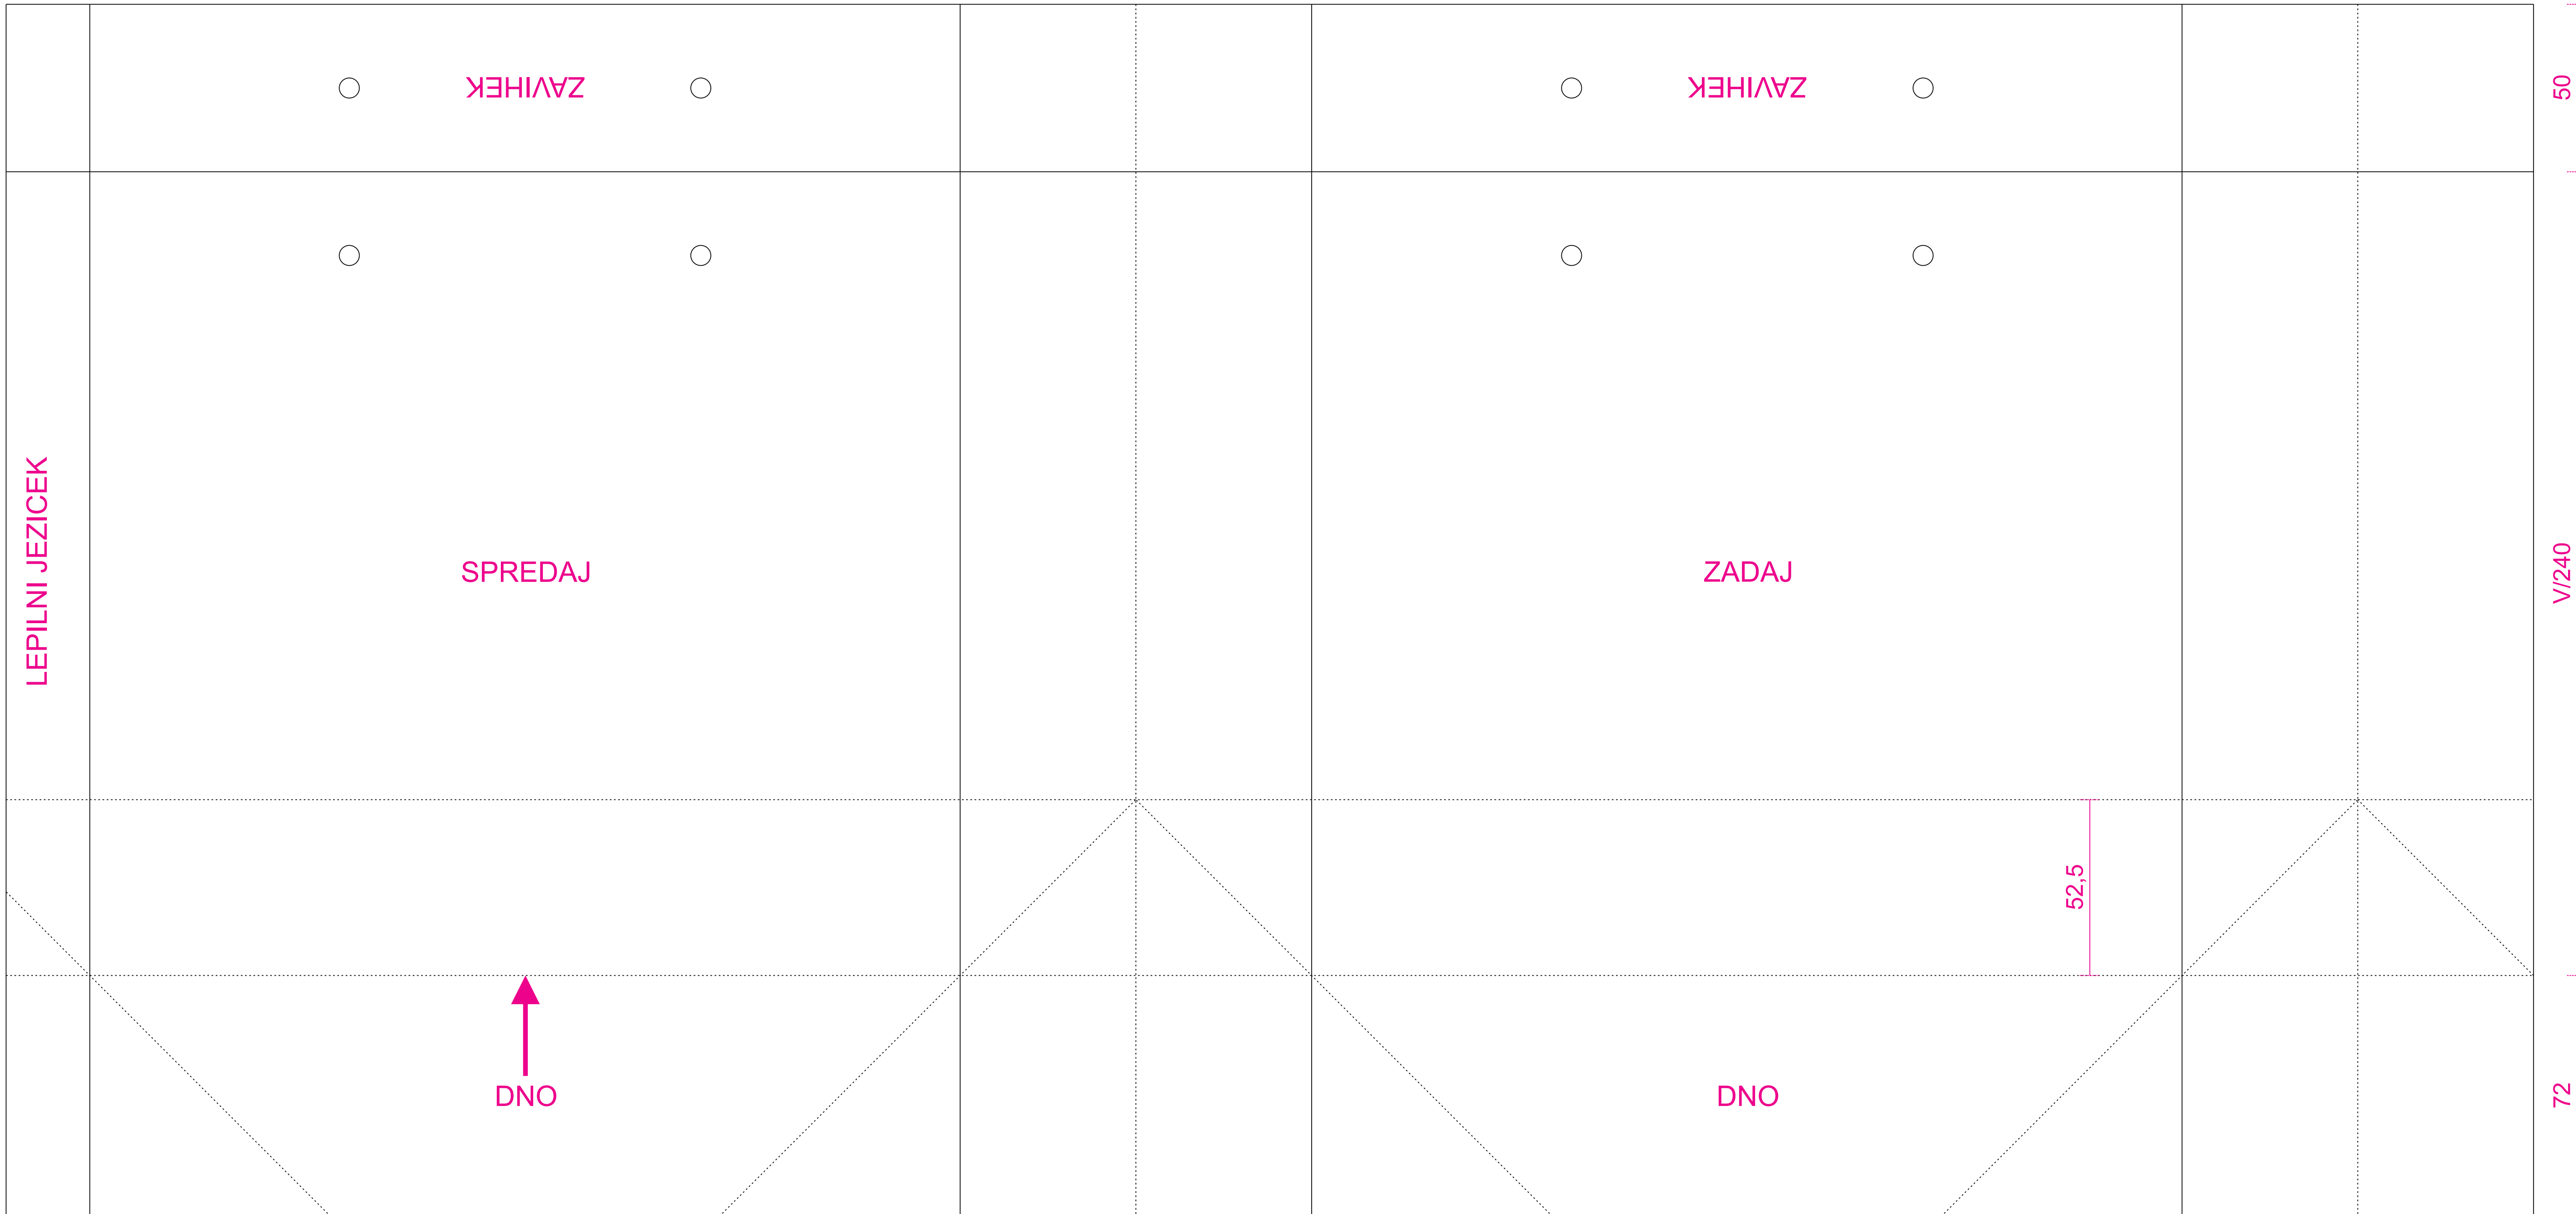 ZAVIHEK
ZAVIHEK
50
LEPILNI JEZICEK
SPREDAJ
ZADAJ
V/240
52,5
DNO
DNO
72